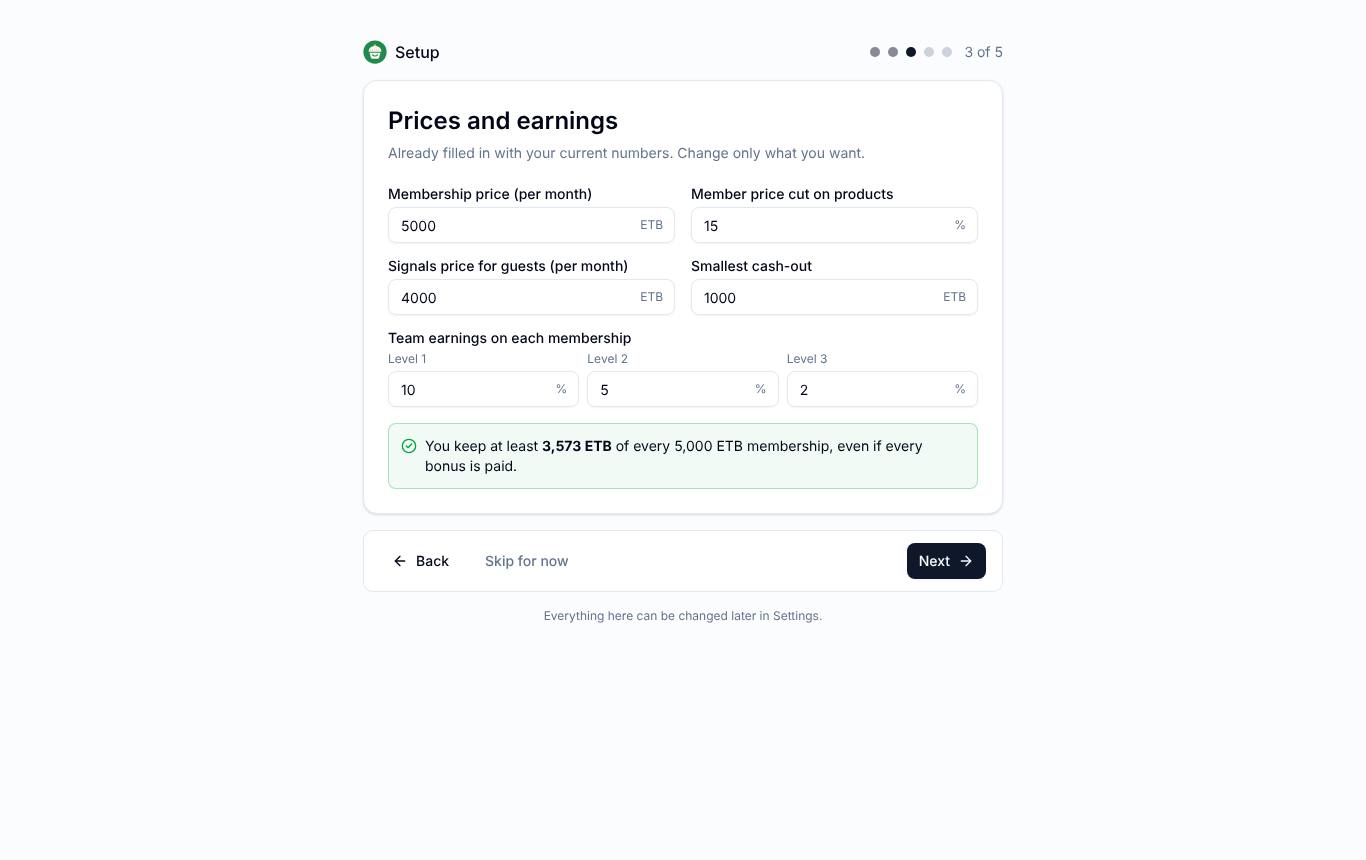 Setup
3 of 5
Prices and earnings
Already filled in with your current numbers. Change only what you want.
Membership price (per month)
5000 ETB
Member price cut on products
15 %
Signals price for guests (per month)
4000 ETB
Smallest cash-out
1000 ETB
Team earnings on each membership
Level 1
10 %
Level 2
5 %
Level 3
2 %
You keep at least 3,573 ETB of every 5,000 ETB membership, even if every
bonus is paid.
Back
Skip for now
Next
Everything here can be changed later in Settings.